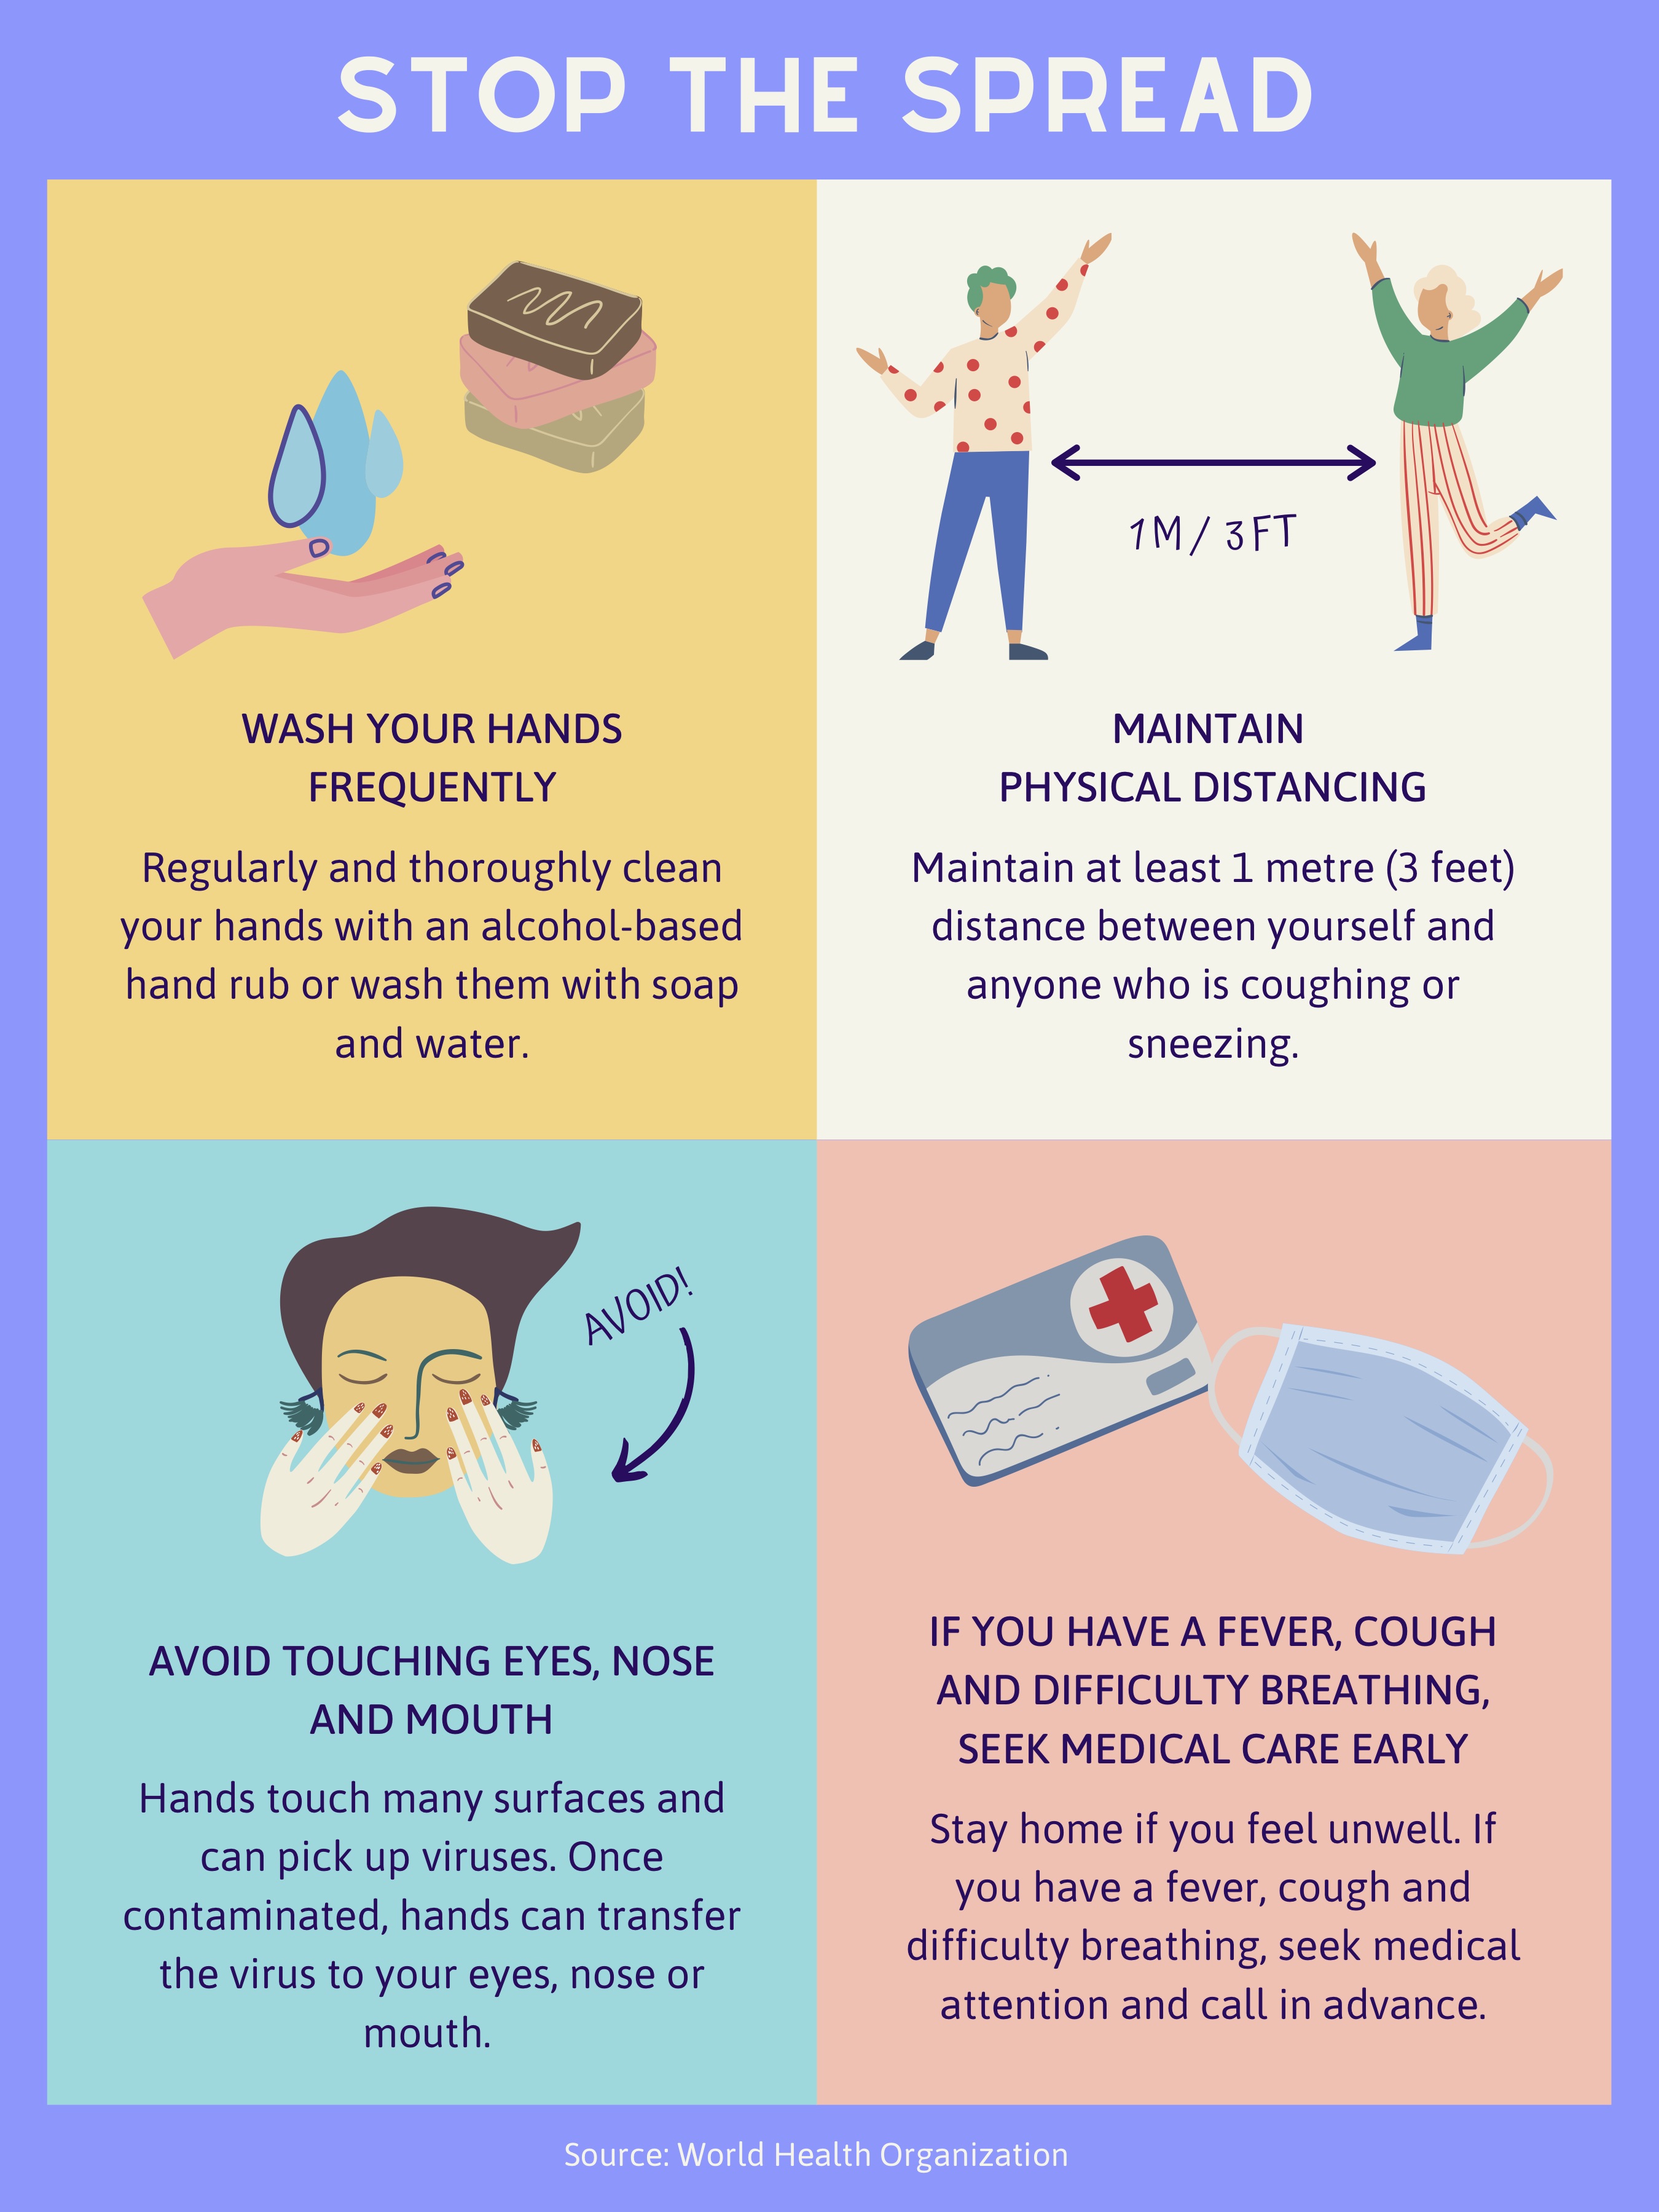 STOP THE SPREAD
1M/ 3FT
WASH YOUR HANDS
FREQUENTLY
Regularly and thoroughly clean
your hands with an alcohol-based
hand rub or wash them with soap
and water.
MAINTAIN
PHYSICAL DISTANCING
Maintain at least 1 metre (3 feet)
distance between yourself and
anyone who is coughing or
sneezing.
AVOID!
AVOID TOUCHING EYES, NOSE
AND MOUTH
Hands touch many surfaces and
can pick up viruses. Once
contaminated, hands can transfer
the virus to your eyes, nose or
mouth.
IF YOU HAVE A FEVER, COUGH
AND DIFFICULTY BREATHING,
SEEK MEDICAL CARE EARLY
Stay home if you feel unwell. If
you have a fever, cough and
difficulty breathing, seek medical
attention and call in advance.
Source: World Health Organization